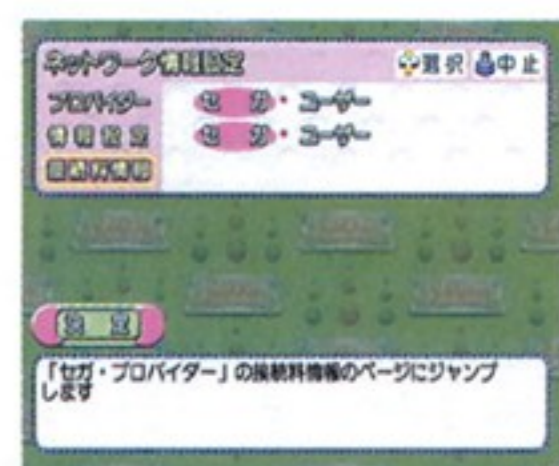 ネットワーク情報設定 選択 中止
プロバイダー セガ・ユーザー
情報設定 セガ・ユーザー
接続料情報
決定
「セガ・プロバイダー」の接続料情報のページにジャンプ
します